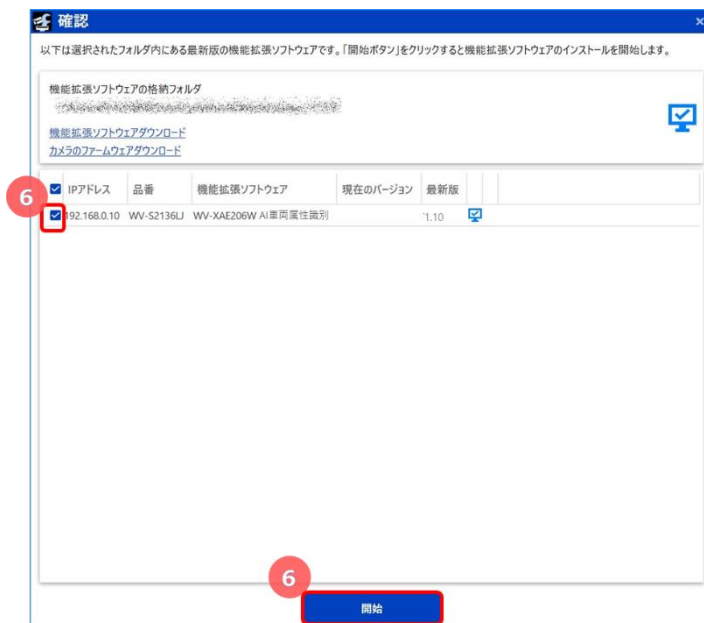 確認
×
以下は選択されたフォルダ内にある最新版の機能拡張ソフトウェアです。「開始ボタン」をクリックすると機能拡張ソフトウェアのインストールを開始します。
機能拡張ソフトウェアの格納フォルダ
機能拡張ソフトウェアダウンロード
カメラのファームウェアダウンロード
6
IPアドレス 品番 機能拡張ソフトウェア 現在のバージョン 最新版
192.168.0.10 WV-S2136LJ WV-XAE206W AI車両属性識別 1.10
6
開始